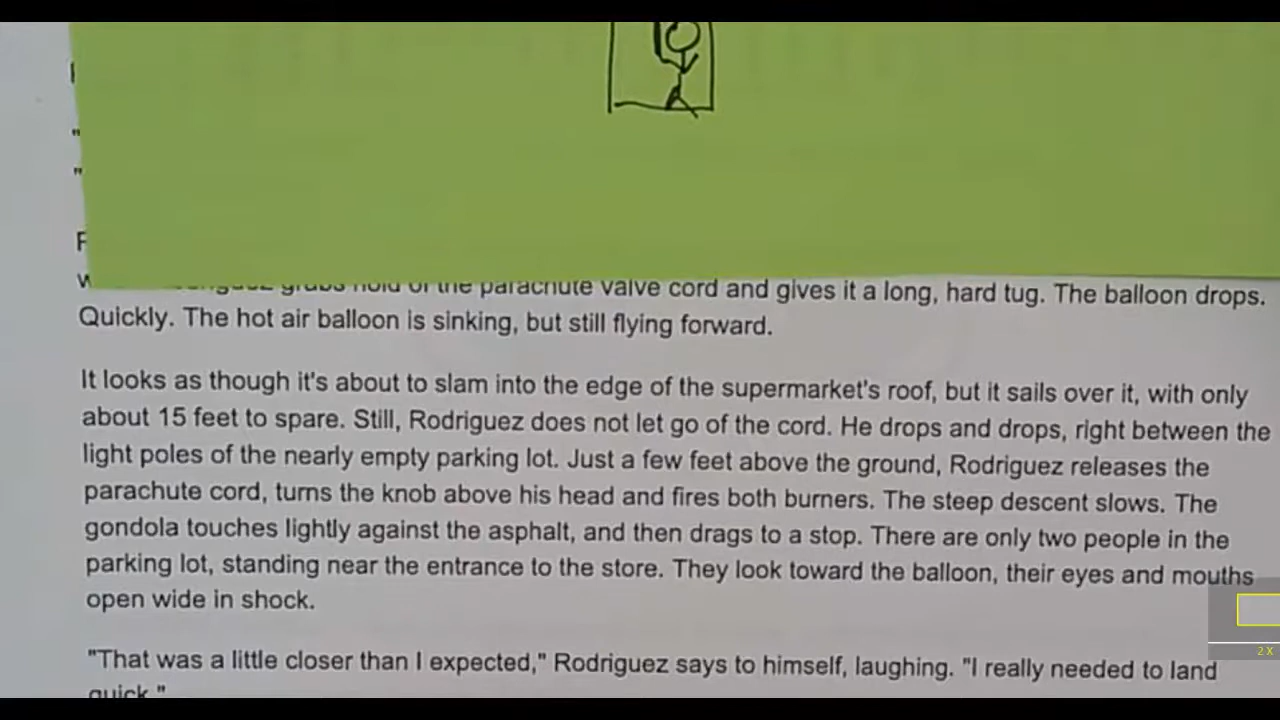 "
"
grabs hold of the parachute valve cord and gives it a long, hard tug. The balloon drops.
Quickly. The hot air balloon is sinking, but still flying forward.
It looks as though it's about to slam into the edge of the supermarket's roof, but it sails over it, with only
about 15 feet to spare. Still, Rodriguez does not let go of the cord. He drops and drops, right between the
light poles of the nearly empty parking lot. Just a few feet above the ground, Rodriguez releases the
parachute cord, turns the knob above his head and fires both burners. The steep descent slows. The
gondola touches lightly against the asphalt, and then drags to a stop. There are only two people in the
parking lot, standing near the entrance to the store. They look toward the balloon, their eyes and mouths
open wide in shock.
"That was a little closer than I expected," Rodriguez says to himself, laughing. "I really needed to land
quick."
2X